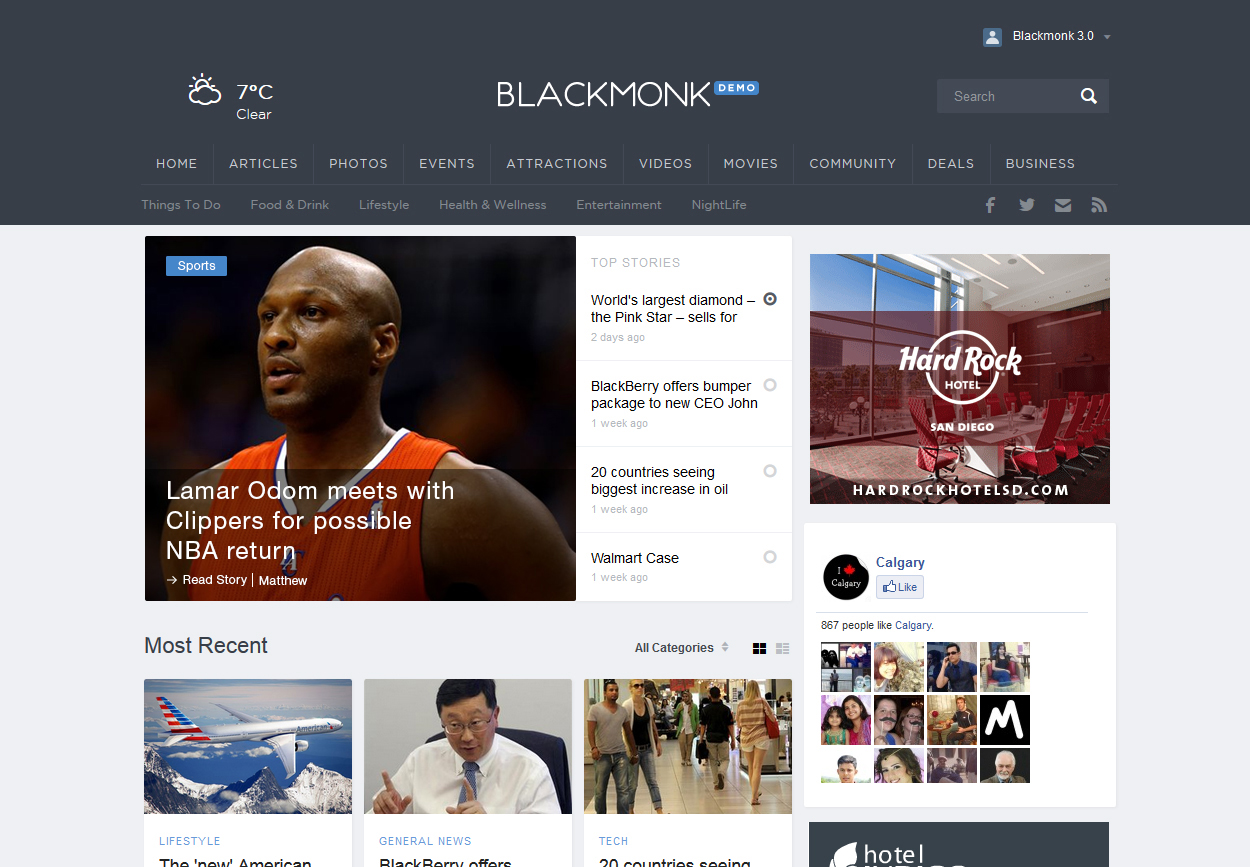 Blackmonk 3.0
7°C
Clear
BLACKMONK DEMO
Search
HOME ARTICLES PHOTOS EVENTS ATTRACTIONS VIDEOS MOVIES COMMUNITY DEALS BUSINESS
Things To Do Food & Drink Lifestyle Health & Wellness Entertainment NightLife
Sports
Lamar Odom meets with
Clippers for possible
NBA return
Read Story | Matthew
TOP STORIES
World's largest diamond –
the Pink Star – sells for
2 days ago
BlackBerry offers bumper
package to new CEO John
1 week ago
20 countries seeing
biggest increase in oil
1 week ago
Walmart Case
1 week ago
Hard Rock
HOTEL
SAN DIEGO
HARDROCKHOTELSD.COM
I
Calgary
Calgary
Like
867 people like Calgary.
M
Most Recent
All Categories
American
LIFESTYLE
The 'new' American
GENERAL NEWS
BlackBerry offers
TECH
20 countries seeing
hotel